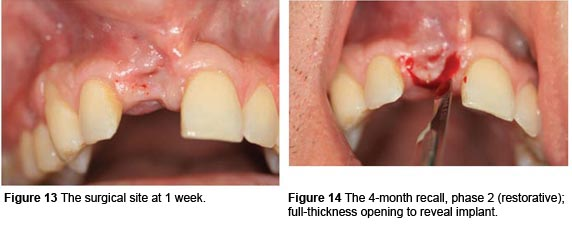 Figure 13 The surgical site at 1 week.
Figure 14 The 4-month recall, phase 2 (restorative);
full-thickness opening to reveal implant.